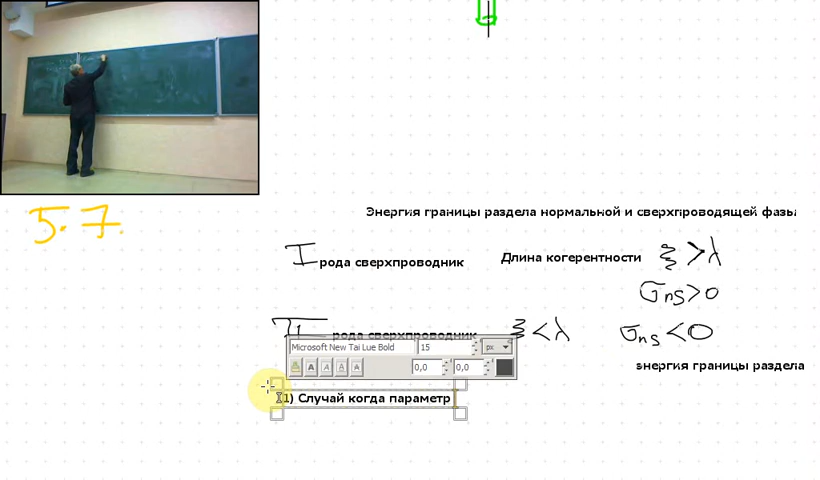 5.7.
Энергия границы раздела нормальной и сверхпроводящей фазы
I рода сверхпроводник Длина когерентности ξ > λ
σns > 0
II рода сверхпроводник ξ < λ σns < 0
энергия границы раздела
Microsoft New Tai Lue Bold 15 px
A A A A 0,0 0,0
1) Случай когда параметр